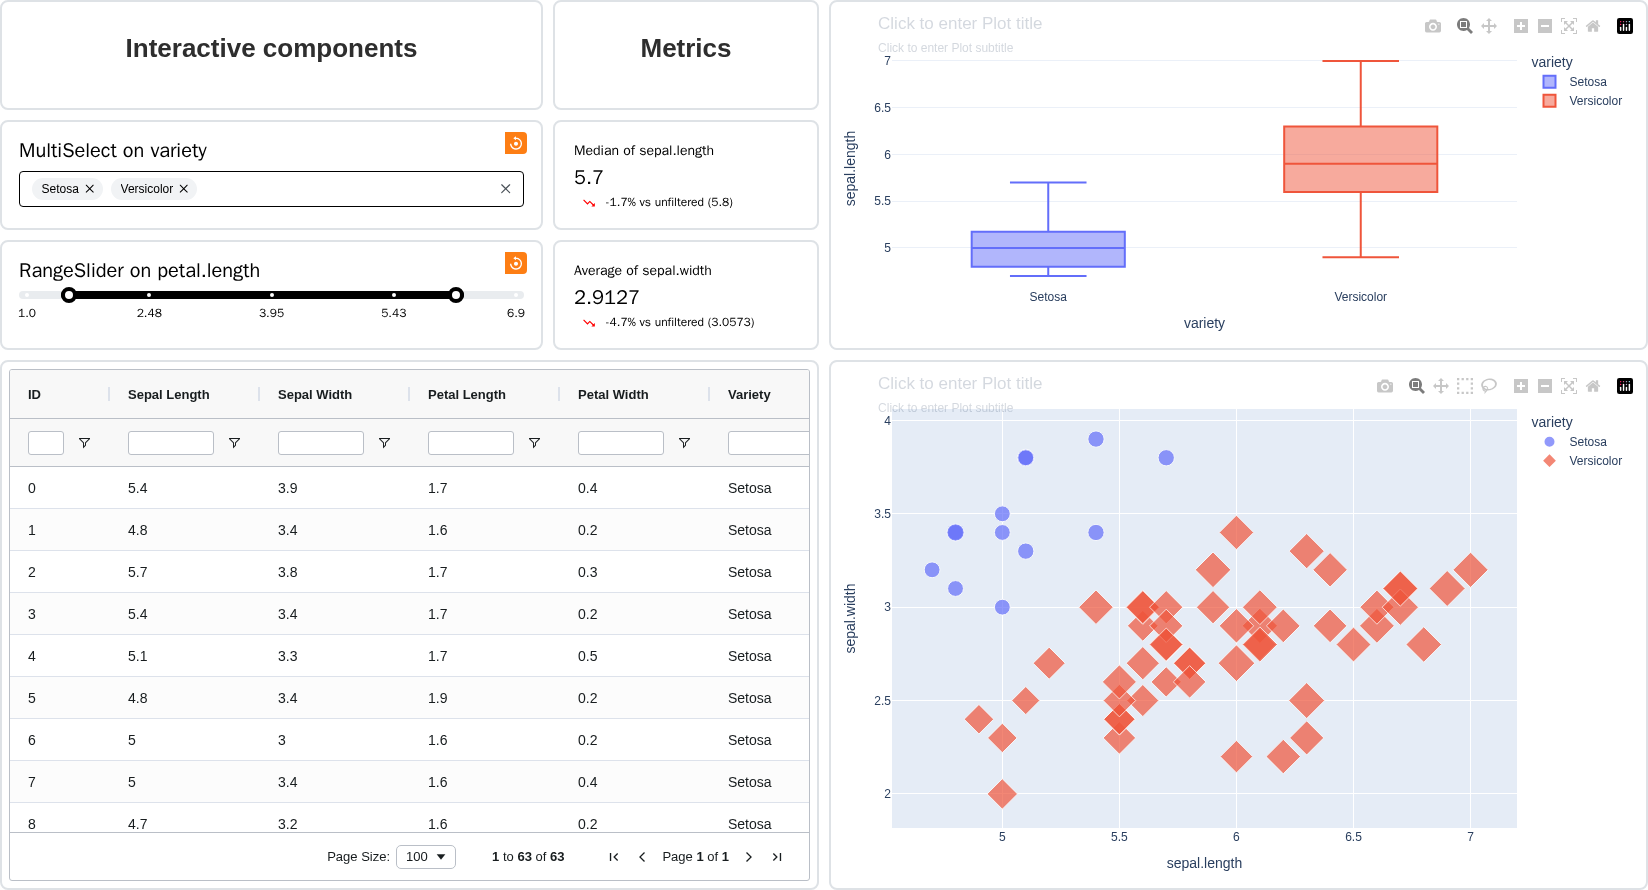 Interactive components
Metrics
MultiSelect on variety
Setosa
Versicolor
RangeSlider on petal.length
1.0
2.48
3.95
5.43
6.9
Median of sepal.length
5.7
-1.7% vs unfiltered (5.8)
Average of sepal.width
2.9127
-4.7% vs unfiltered (3.0573)
Click to enter Plot title
Click to enter Plot subtitle
7
6.5
6
5.5
5
sepal.length
Setosa
Versicolor
variety
variety
Setosa
Versicolor
ID Sepal Length Sepal Width Petal Length Petal Width Variety
0 5.4 3.9 1.7 0.4 Setosa
1 4.8 3.4 1.6 0.2 Setosa
2 5.7 3.8 1.7 0.3 Setosa
3 5.4 3.4 1.7 0.2 Setosa
4 5.1 3.3 1.7 0.5 Setosa
5 4.8 3.4 1.9 0.2 Setosa
6 5 3 1.6 0.2 Setosa
7 5 3.4 1.6 0.4 Setosa
8 4.7 3.2 1.6 0.2 Setosa
Page Size: 100 1 to 63 of 63 Page 1 of 1
Click to enter Plot title
Click to enter Plot subtitle
4
3.5
3
2.5
2
sepal.width
5
5.5
6
6.5
7
sepal.length
variety
Setosa
Versicolor